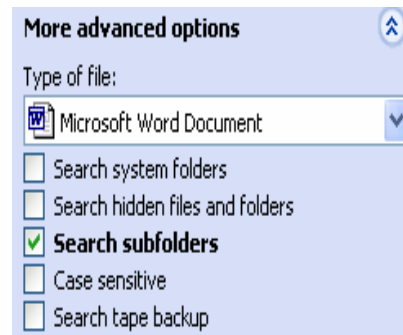 More advanced options
Type of file:
Microsoft Word Document
Search system folders
Search hidden files and folders
Search subfolders
Case sensitive
Search tape backup